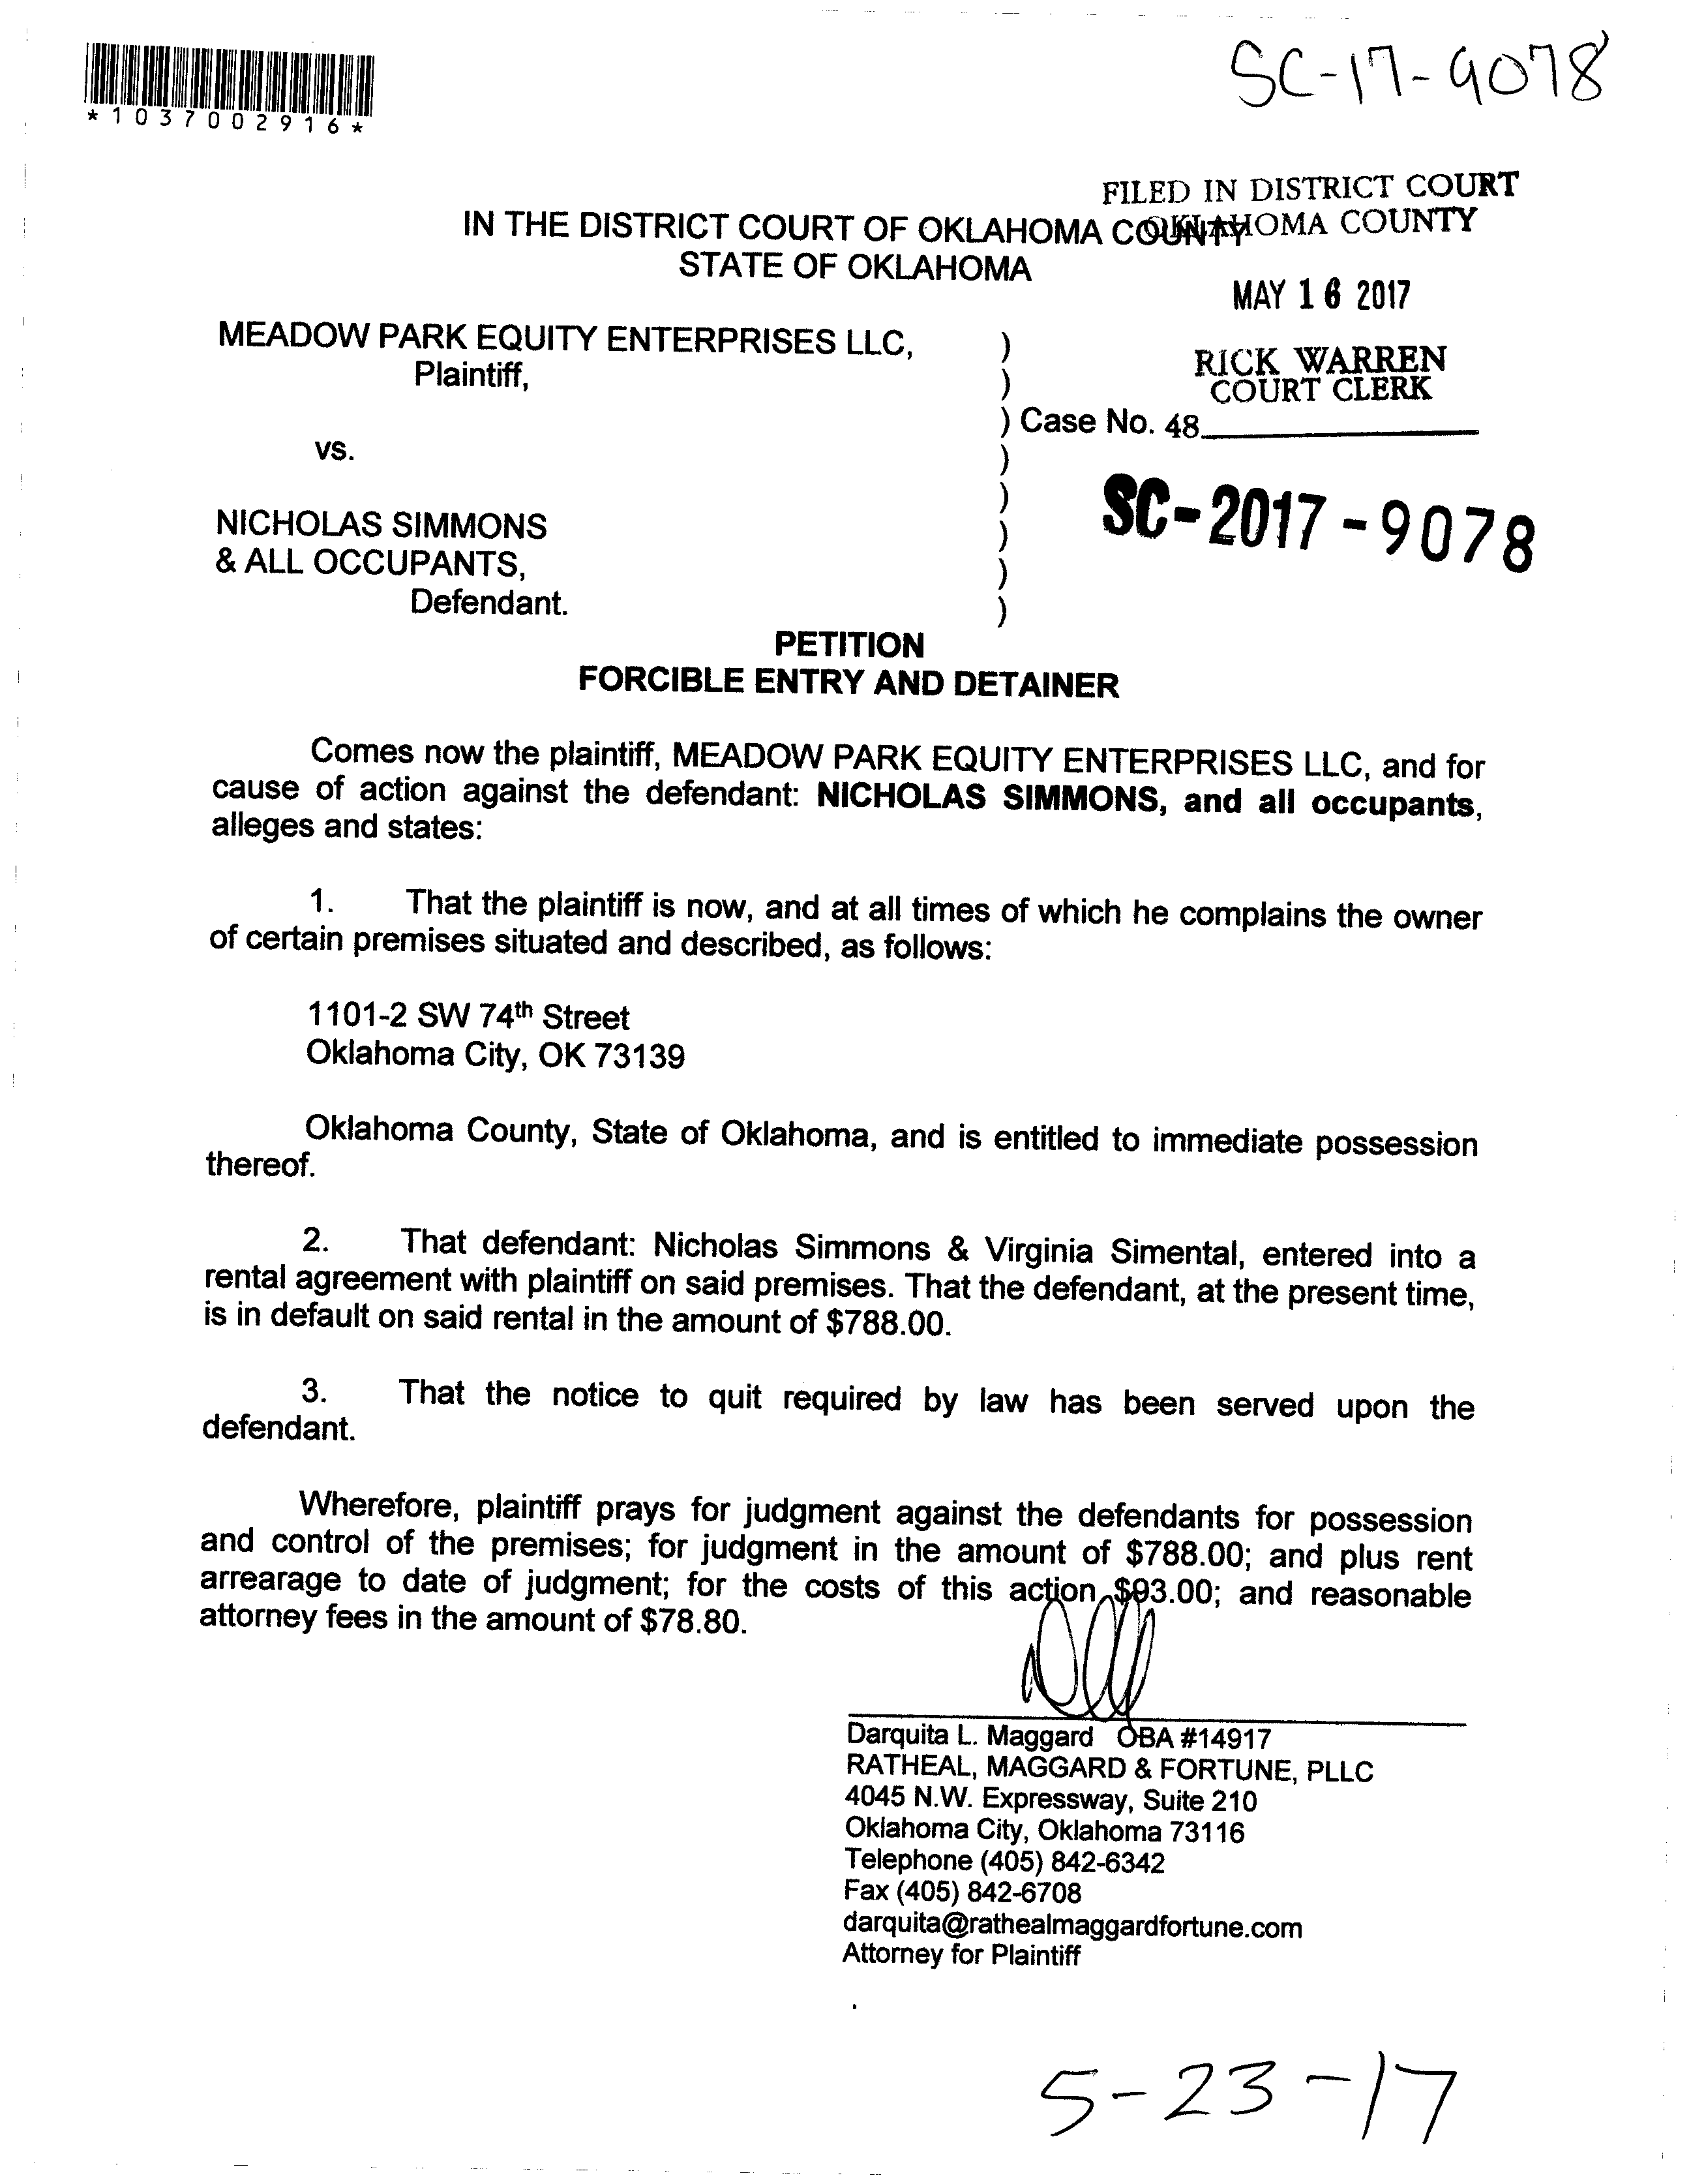 SC-17-9078
*1037002916*
FILED IN DISTRICT COURT
OKLAHOMA COUNTY
IN THE DISTRICT COURT OF OKLAHOMA COUNTY
STATE OF OKLAHOMA
MAY 16 2017
MEADOW PARK EQUITY ENTERPRISES LLC, )
Plaintiff, )
RICK WARREN
COURT CLERK
) Case No. 48
vs. )
)
SC-2017-9078
NICHOLAS SIMMONS )
& ALL OCCUPANTS, )
Defendant. )
PETITION
FORCIBLE ENTRY AND DETAINER
Comes now the plaintiff, MEADOW PARK EQUITY ENTERPRISES LLC, and for
cause of action against the defendant: NICHOLAS SIMMONS, and all occupants,
alleges and states:
1. That the plaintiff is now, and at all times of which he complains the owner
of certain premises situated and described, as follows:
1101-2 SW 74th Street
Oklahoma City, OK 73139
Oklahoma County, State of Oklahoma, and is entitled to immediate possession
thereof.
2. That defendant: Nicholas Simmons & Virginia Simental, entered into a
rental agreement with plaintiff on said premises. That the defendant, at the present time,
is in default on said rental in the amount of $788.00.
3. That the notice to quit required by law has been served upon the
defendant.
Wherefore, plaintiff prays for judgment against the defendants for possession
and control of the premises; for judgment in the amount of $788.00; and plus rent
arrearage to date of judgment; for the costs of this action $93.00; and reasonable
attorney fees in the amount of $78.80.
Darquita L. Maggard OBA #14917
RATHEAL, MAGGARD & FORTUNE, PLLC
4045 N.W. Expressway, Suite 210
Oklahoma City, Oklahoma 73116
Telephone (405) 842-6342
Fax (405) 842-6708
darquita@rathealmaggardfortune.com
Attorney for Plaintiff
5-23-17